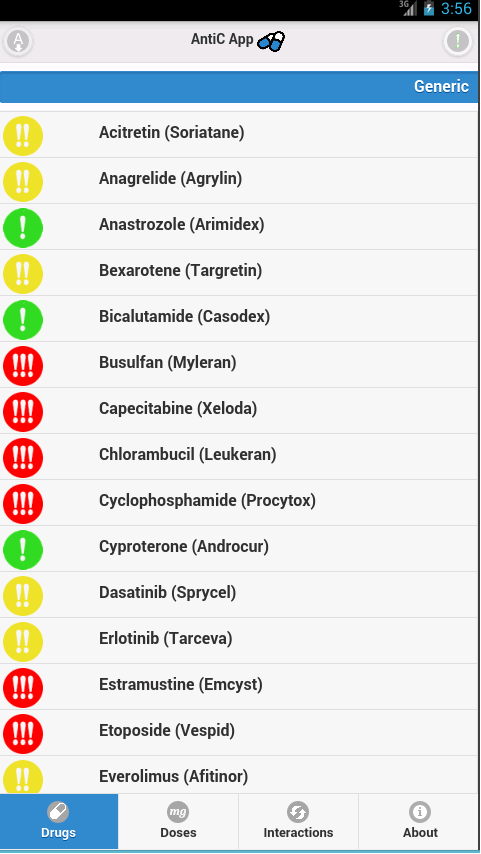 3G 3:56
A AntiC App !
Generic
!! Acitretin (Soriatane)
!! Anagrelide (Agrylin)
! Anastrozole (Arimidex)
!! Bexarotene (Targretin)
! Bicalutamide (Casodex)
!!! Busulfan (Myleran)
!!! Capecitabine (Xeloda)
!!! Chlorambucil (Leukeran)
!!! Cyclophosphamide (Procytox)
! Cyproterone (Androcur)
!! Dasatinib (Sprycel)
!! Erlotinib (Tarceva)
!!! Estramustine (Emcyst)
!!! Etoposide (Vespid)
!! Everolimus (Afitinor)
mg i
Drugs Doses Interactions About